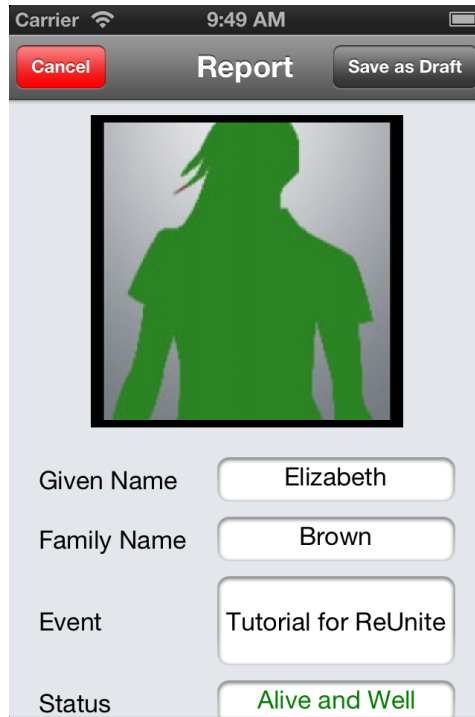 Carrier 9:49 AM
Cancel Report Save as Draft
Given Name Elizabeth
Family Name Brown
Event Tutorial for ReUnite
Status Alive and Well